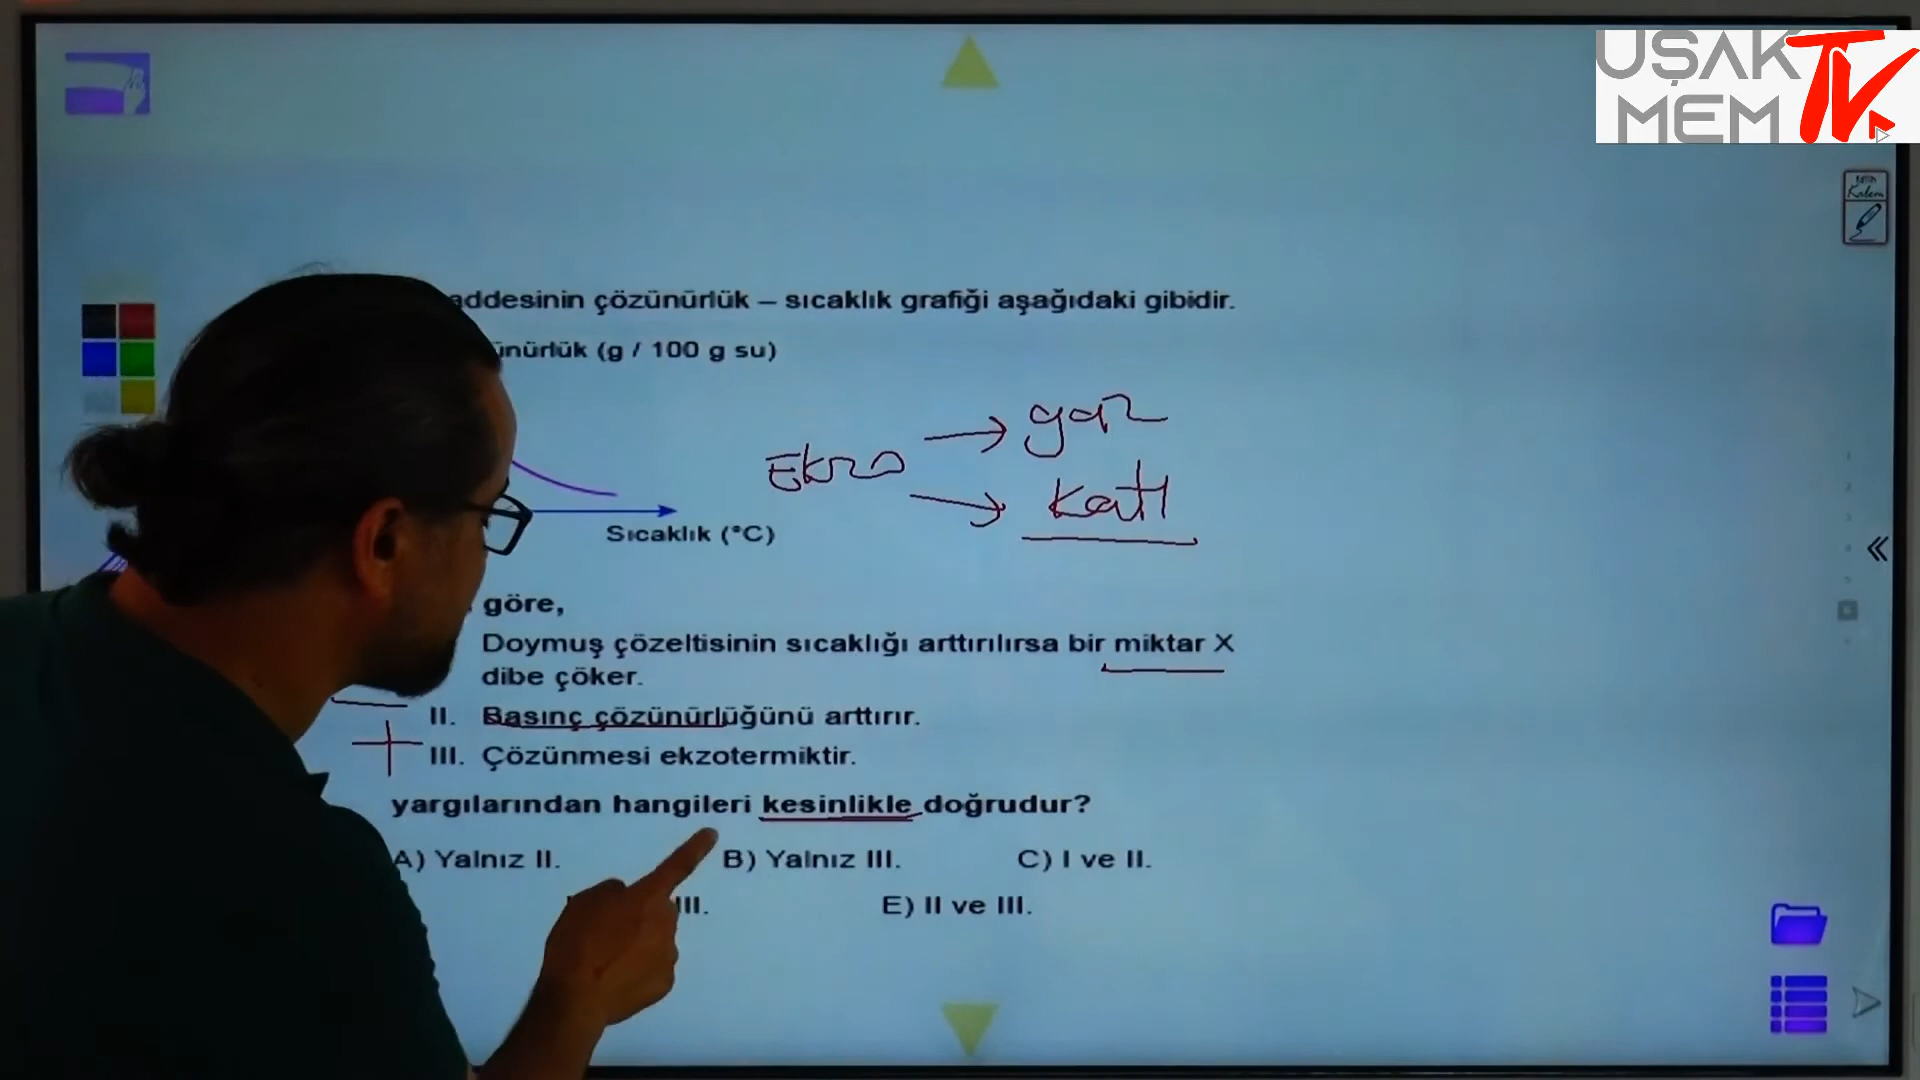 UŞAK
MEM TV
Kalem
addesinin çözünürlük – sıcaklık grafiği aşağıdaki gibidir.
ünürlük (g / 100 g su)
Ekzo → gaz
→ katı
Sıcaklık (°C)
göre,
Doymuş çözeltisinin sıcaklığı arttırılırsa bir miktar X
dibe çöker.
II. Basınç çözünürlüğünü arttırır.
III. Çözünmesi ekzotermiktir.
yargılarından hangileri kesinlikle doğrudur?
A) Yalnız II.   B) Yalnız III.   C) I ve II.
III.   E) II ve III.